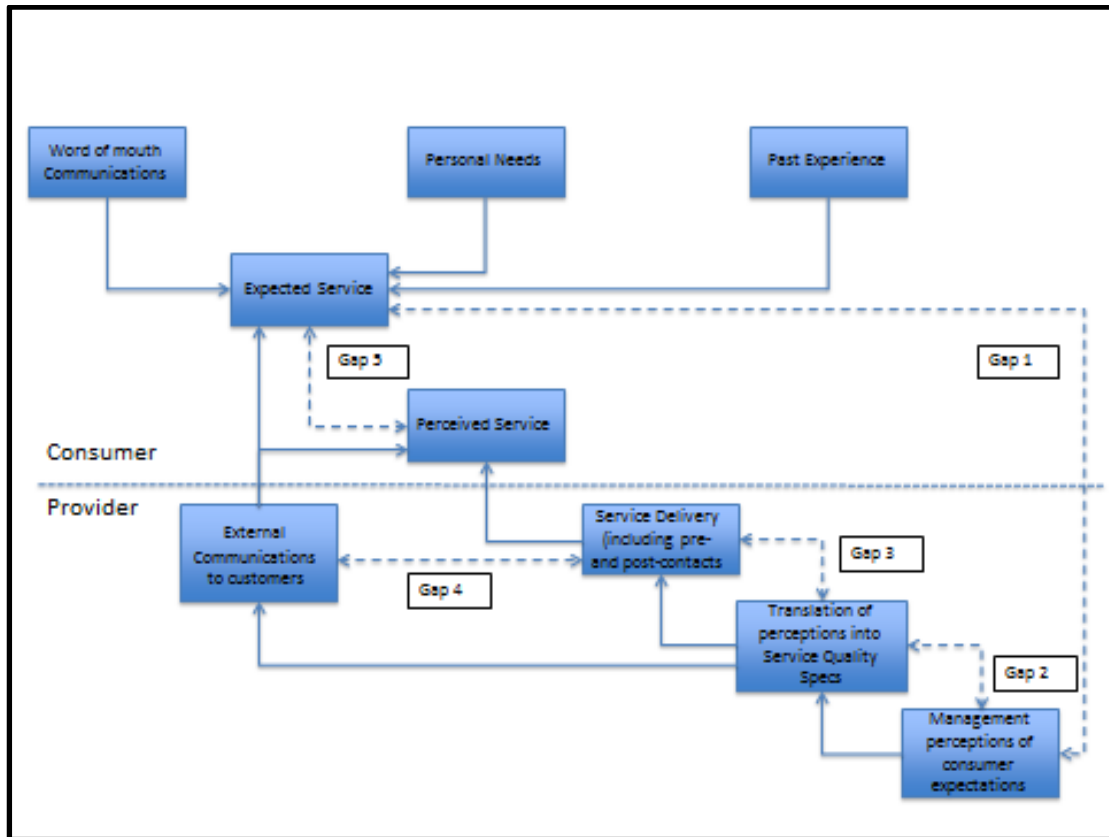 Word of mouth
Communications
Personal Needs
Past Experience
Expected Service
Gap 5
Gap 1
Perceived Service
Consumer
Provider
External
Communications
to customers
Service Delivery
(including pre-
and post-contacts
Gap 3
Gap 4
Translation of
perceptions into
Service Quality
Specs
Gap 2
Management
perceptions of
consumer
expectations